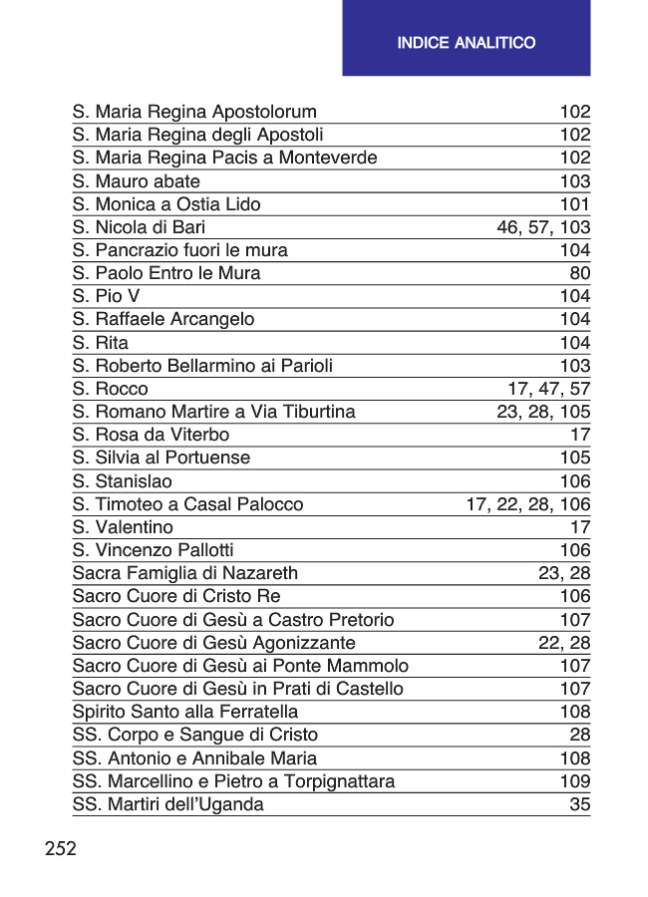 INDICE ANALITICO
S. Maria Regina Apostolorum 102
S. Maria Regina degli Apostoli 102
S. Maria Regina Pacis a Monteverde 102
S. Mauro abate 103
S. Monica a Ostia Lido 101
S. Nicola di Bari 46, 57, 103
S. Pancrazio fuori le mura 104
S. Paolo Entro le Mura 80
S. Pio V 104
S. Raffaele Arcangelo 104
S. Rita 104
S. Roberto Bellarmino ai Parioli 103
S. Rocco 17, 47, 57
S. Romano Martire a Via Tiburtina 23, 28, 105
S. Rosa da Viterbo 17
S. Silvia al Portuense 105
S. Stanislao 106
S. Timoteo a Casal Palocco 17, 22, 28, 106
S. Valentino 17
S. Vincenzo Pallotti 106
Sacra Famiglia di Nazareth 23, 28
Sacro Cuore di Cristo Re 106
Sacro Cuore di Gesù a Castro Pretorio 107
Sacro Cuore di Gesù Agonizzante 22, 28
Sacro Cuore di Gesù ai Ponte Mammolo 107
Sacro Cuore di Gesù in Prati di Castello 107
Spirito Santo alla Ferratella 108
SS. Corpo e Sangue di Cristo 28
SS. Antonio e Annibale Maria 108
SS. Marcellino e Pietro a Torpignattara 109
SS. Martiri dell'Uganda 35
252